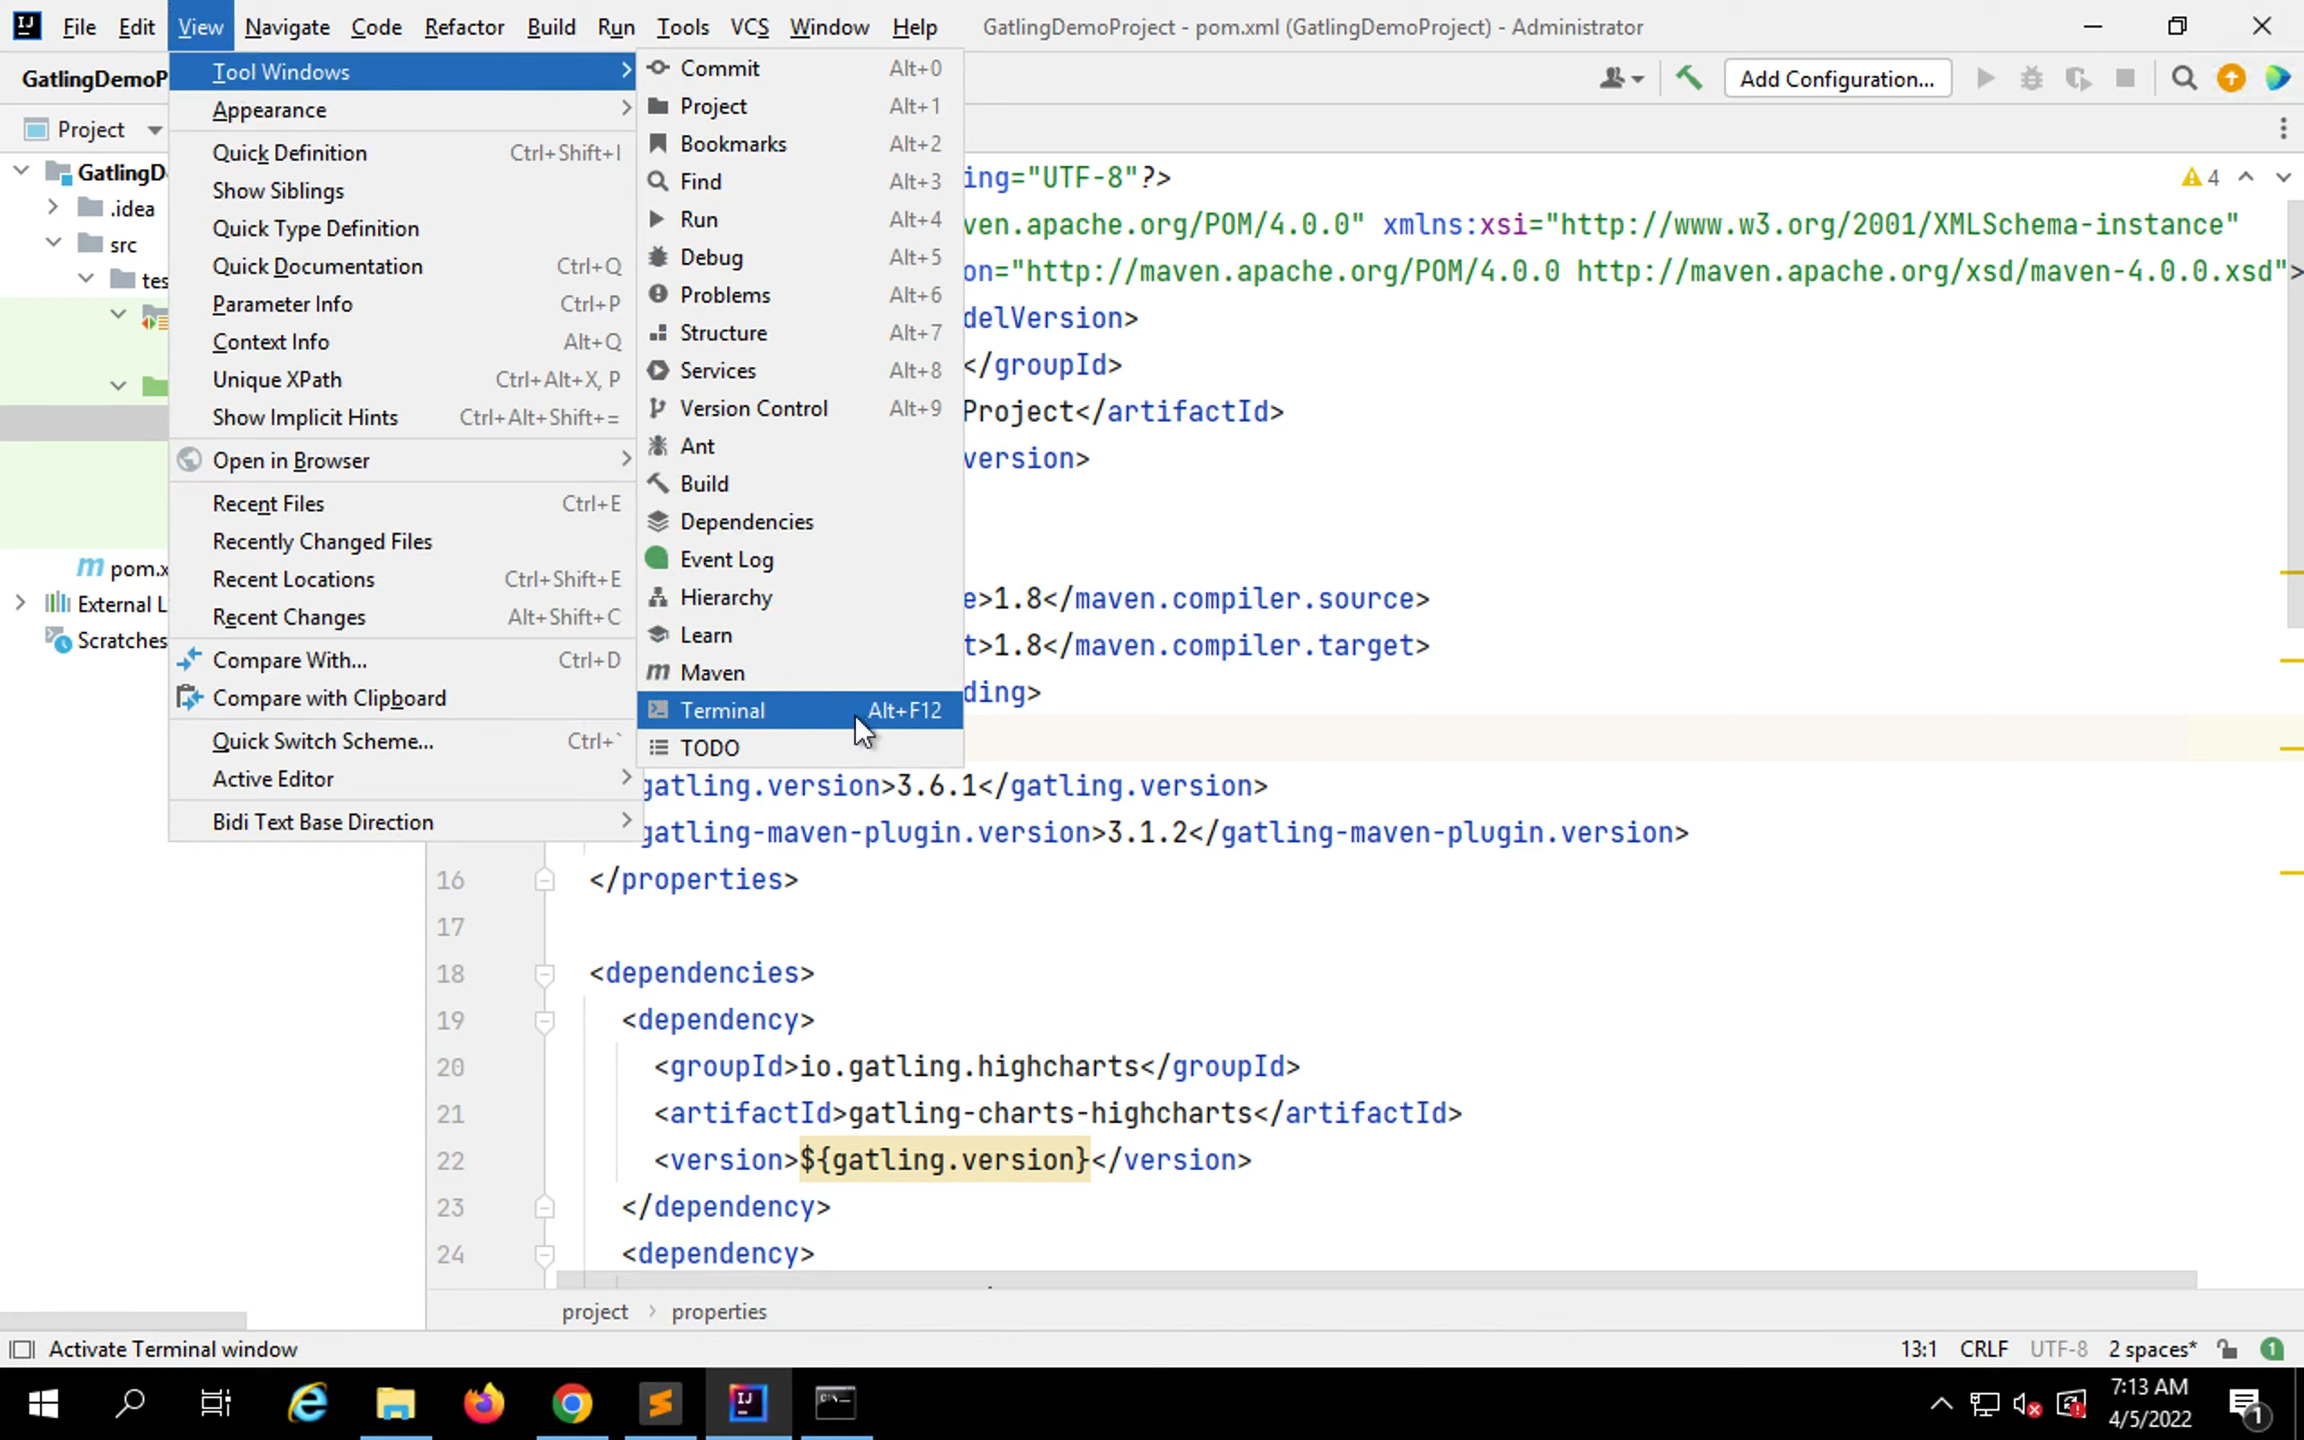 File Edit View Navigate Code Refactor Build Run Tools VCS Window Help GatlingDemoProject - pom.xml (GatlingDemoProject) - Administrator
GatlingDemoP
Add Configuration...
Project
GatlingD
.idea
src
tes
pom.x
External L
Scratches
Tool Windows
Appearance
Quick Definition Ctrl+Shift+I
Show Siblings
Quick Type Definition
Quick Documentation Ctrl+Q
Parameter Info Ctrl+P
Context Info Alt+Q
Unique XPath Ctrl+Alt+X, P
Show Implicit Hints Ctrl+Alt+Shift+=
Open in Browser
Recent Files Ctrl+E
Recently Changed Files
Recent Locations Ctrl+Shift+E
Recent Changes Alt+Shift+C
Compare With... Ctrl+D
Compare with Clipboard
Quick Switch Scheme... Ctrl+`
Active Editor
Bidi Text Base Direction
Commit Alt+0
Project Alt+1
Bookmarks Alt+2
Find Alt+3
Run Alt+4
Debug Alt+5
Problems Alt+6
Structure Alt+7
Services Alt+8
Version Control Alt+9
Ant
Build
Dependencies
Event Log
Hierarchy
Learn
Maven
Terminal Alt+F12
TODO
4
ing="UTF-8"?>
ven.apache.org/POM/4.0.0" xmlns:xsi="http://www.w3.org/2001/XMLSchema-instance"
on="http://maven.apache.org/POM/4.0.0 http://maven.apache.org/xsd/maven-4.0.0.xsd">
delVersion>
</groupId>
Project</artifactId>
version>
e>1.8</maven.compiler.source>
t>1.8</maven.compiler.target>
ding>
gatling.version>3.6.1</gatling.version>
gatling-maven-plugin.version>3.1.2</gatling-maven-plugin.version>
16 </properties>
17
18 <dependencies>
19 <dependency>
20 <groupId>io.gatling.highcharts</groupId>
21 <artifactId>gatling-charts-highcharts</artifactId>
22 <version>${gatling.version}</version>
23 </dependency>
24 <dependency>
project > properties
Activate Terminal window 13:1 CRLF UTF-8 2 spaces* 1
7:13 AM
4/5/2022
1